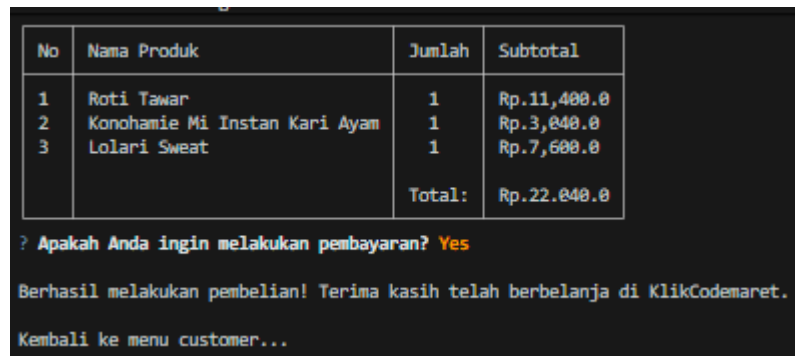 No Nama Produk Jumlah Subtotal
1 Roti Tawar 1 Rp.11,400.0
2 Konohamie Mi Instan Kari Ayam 1 Rp.3,040.0
3 Lolari Sweat 1 Rp.7,600.0
Total: Rp.22.040.0
? Apakah Anda ingin melakukan pembayaran? Yes
Berhasil melakukan pembelian! Terima kasih telah berbelanja di KlikCodemaret.
Kembali ke menu customer...